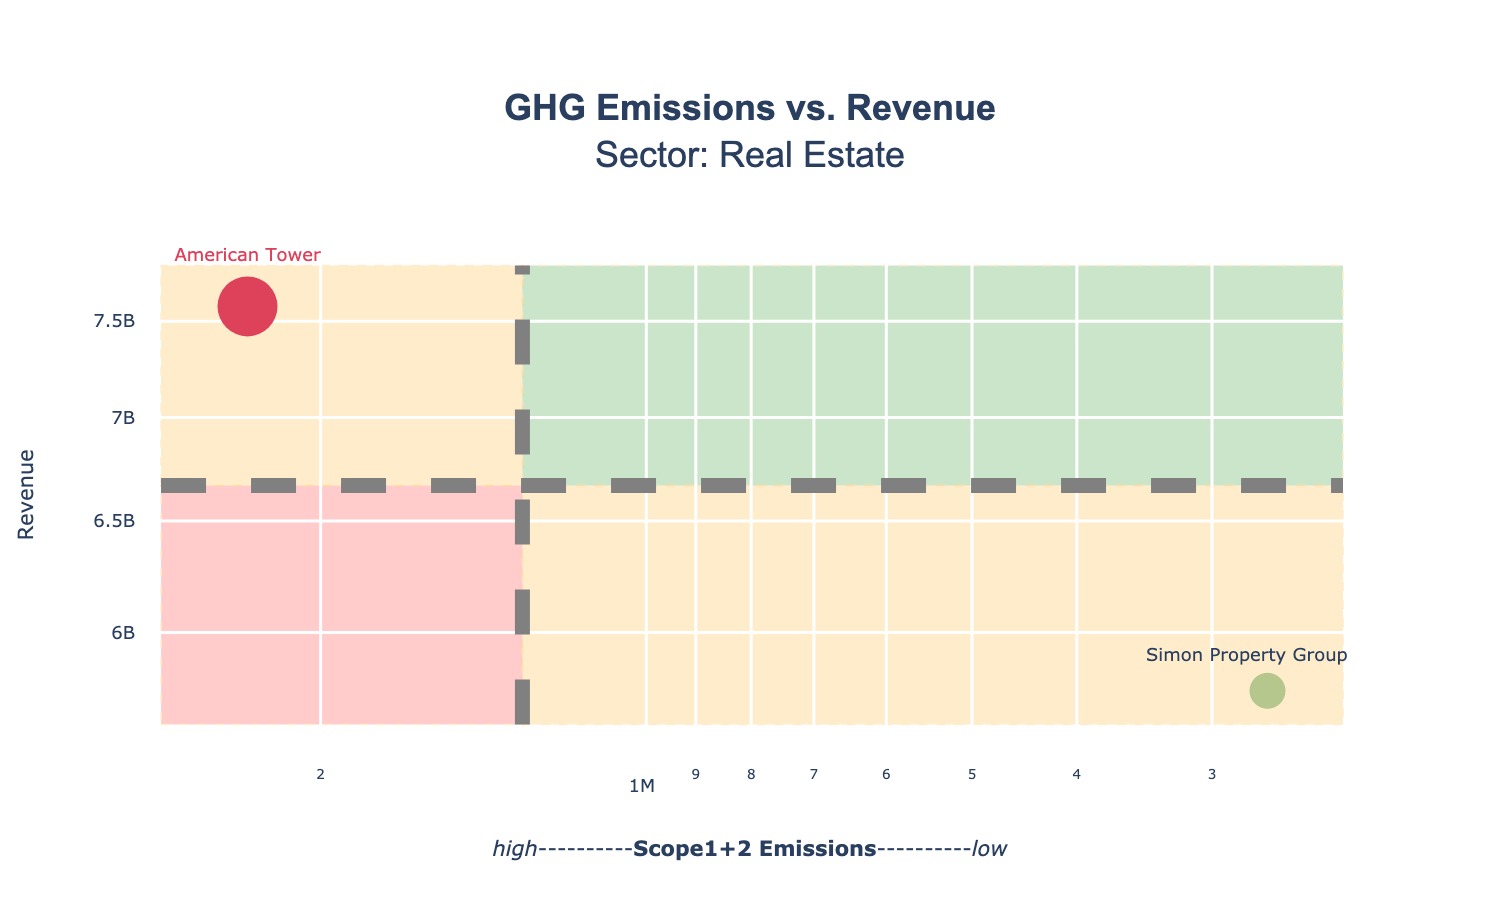 GHG Emissions vs. Revenue
Sector: Real Estate
American Tower
7.5B
7B
6.5B
6B
Revenue
Simon Property Group
2
1M
9
8
7
6
5
4
3
high----------Scope1+2 Emissions----------low